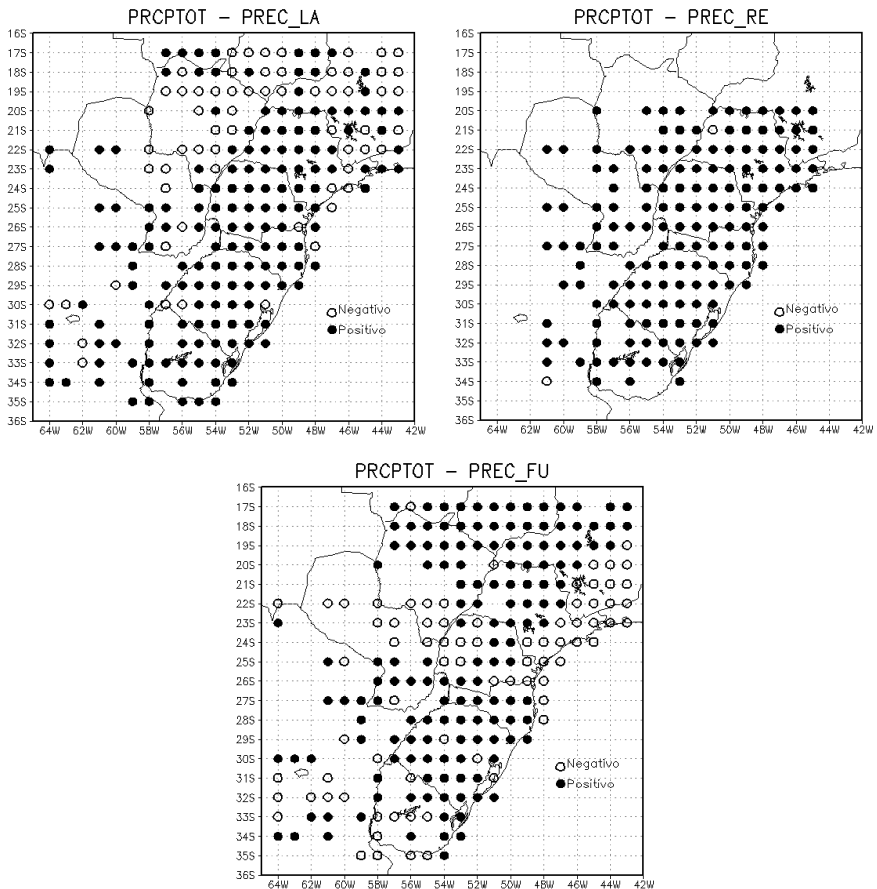 PRCPTOT – PREC_LA
16S
17S
18S
19S
20S
21S
22S
23S
24S
25S
26S
27S
28S
29S
30S
31S
32S
33S
34S
35S
36S
Negativo
Positivo
64W 62W 60W 58W 56W 54W 52W 50W 48W 46W 44W 42W
PRCPTOT – PREC_RE
16S
17S
18S
19S
20S
21S
22S
23S
24S
25S
26S
27S
28S
29S
30S
31S
32S
33S
34S
35S
36S
Negativo
Positivo
64W 62W 60W 58W 56W 54W 52W 50W 48W 46W 44W 42W
PRCPTOT – PREC_FU
16S
17S
18S
19S
20S
21S
22S
23S
24S
25S
26S
27S
28S
29S
30S
31S
32S
33S
34S
35S
36S
Negativo
Positivo
64W 62W 60W 58W 56W 54W 52W 50W 48W 46W 44W 42W